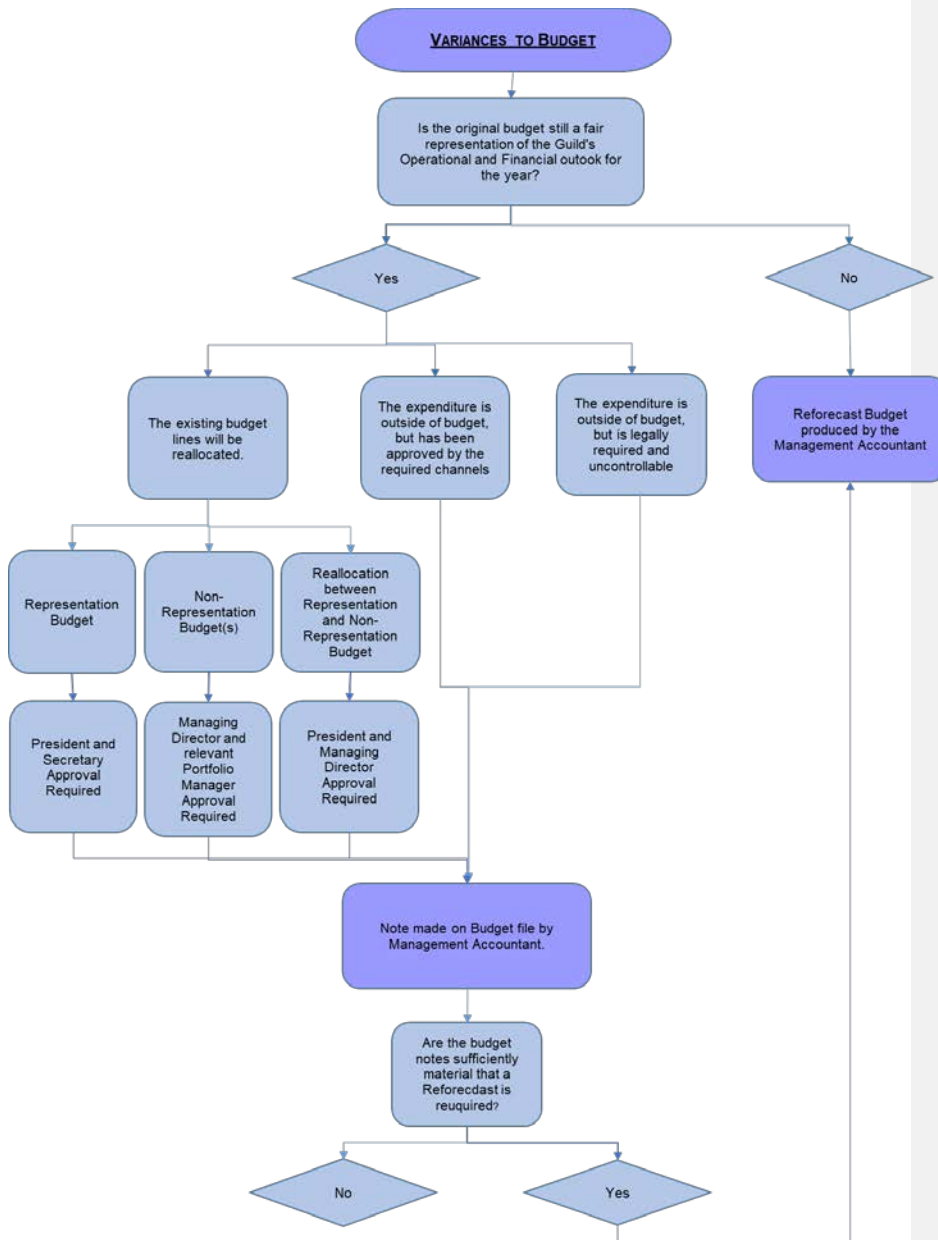 VARIANCES TO BUDGET
Is the original budget still a fair
representation of the Guild's
Operational and Financial outook for
the year?
Yes
No
The existing budget
lines will be
reallocated.
The expenditure is
outside of budget,
but has been
approved by the
required channels
The expenditure is
outside of budget,
but is legally
required and
uncontrollable
Reforecast Budget
produced by the
Management Accountant
Representation
Budget
Non-
Representation
Budget(s)
Reallocation
between
Representation
and Non-
Representation
Budget
President and
Secretary
Approval
Required
Managing
Director and
relevant
Portfolio
Manager
Approval
Required
President and
Managing
Director
Approval
Required
Note made on Budget file by
Management Accountant.
Are the budget
notes sufficiently
material that a
Reforecdast is
reuquired?
No
Yes